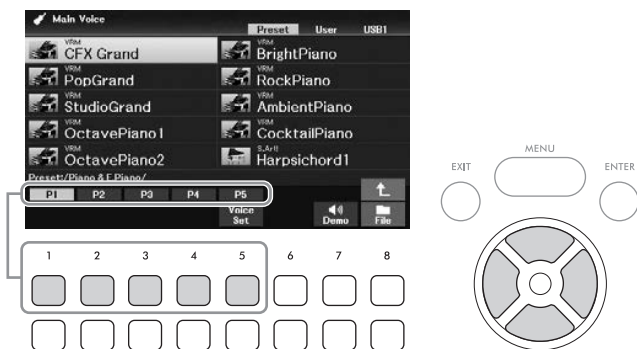 Main Voice
Preset User USB1
VRM CFX Grand VRM BrightPiano
VRM PopGrand VRM RockPiano
VRM StudioGrand VRM AmbientPiano
VRM OctavePiano1 VRM CocktailPiano
VRM OctavePiano2 S.Art! Harpsichord1
Preset:/Piano & E.Piano/
P1 P2 P3 P4 P5
Voice Set Demo File
1 2 3 4 5 6 7 8
MENU
EXIT ENTER